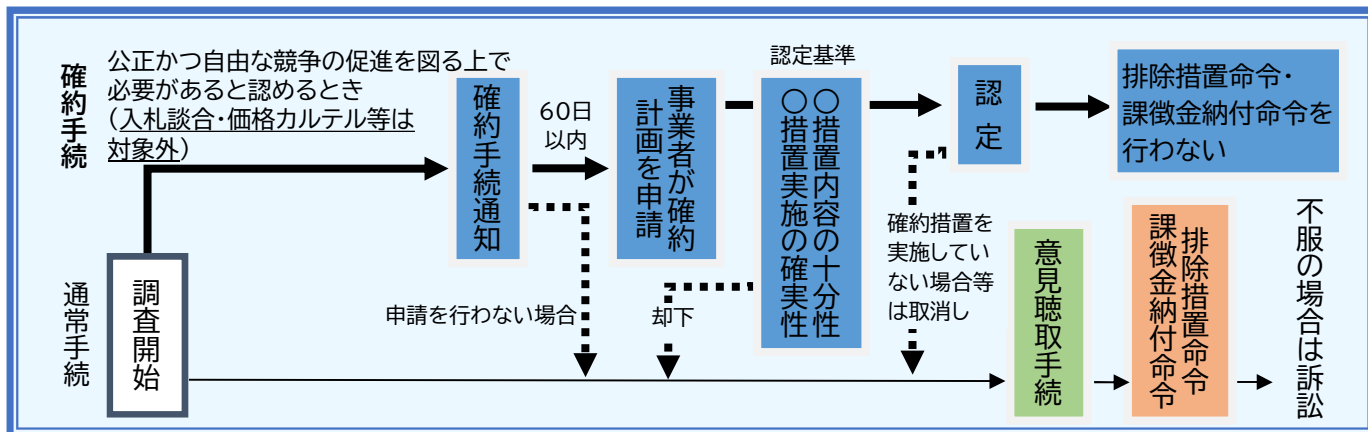 確約手続
公正かつ自由な競争の促進を図る上で
必要があると認めるとき
（入札談合・価格カルテル等は
対象外）
確約手続通知
60日
以内
事業者が確約
計画を申請
認定基準
○措置内容の十分性
○措置実施の確実性
認定
排除措置命令・
課徴金納付命令を
行わない
通常手続
調査開始
申請を行わない場合
却下
確約措置を
実施してい
ない場合等
は取消し
意見聴取手続
排除措置命令
課徴金納付命令
不服の場合は訴訟